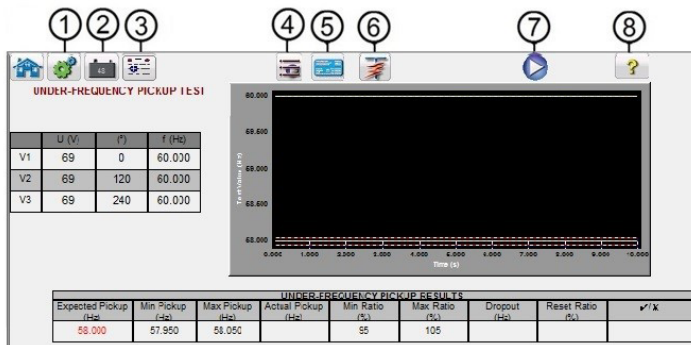 1 2 3 4 5 6 7 8
48
?
UNDER-FREQUENCY PICKUP TEST
U (V) (°) f (Hz)
V1 69 0 60.000
V2 69 120 60.000
V3 69 240 60.000
Test Value (Hz)
60.000
59.500
59.000
58.500
58.000
0.000 1.000 2.000 3.000 4.000 5.000 6.000 7.000 8.000 9.000 10.000
Time (s)
UNDER-FREQUENCY PICKUP RESULTS
Expected Pickup (Hz) Min Pickup (Hz) Max Pickup (Hz) Actual Pickup (Hz) Min Ratio (%) Max Ratio (%) Dropout (Hz) Reset Ratio (%) ✔/X
58.000 57.950 58.050 95 105